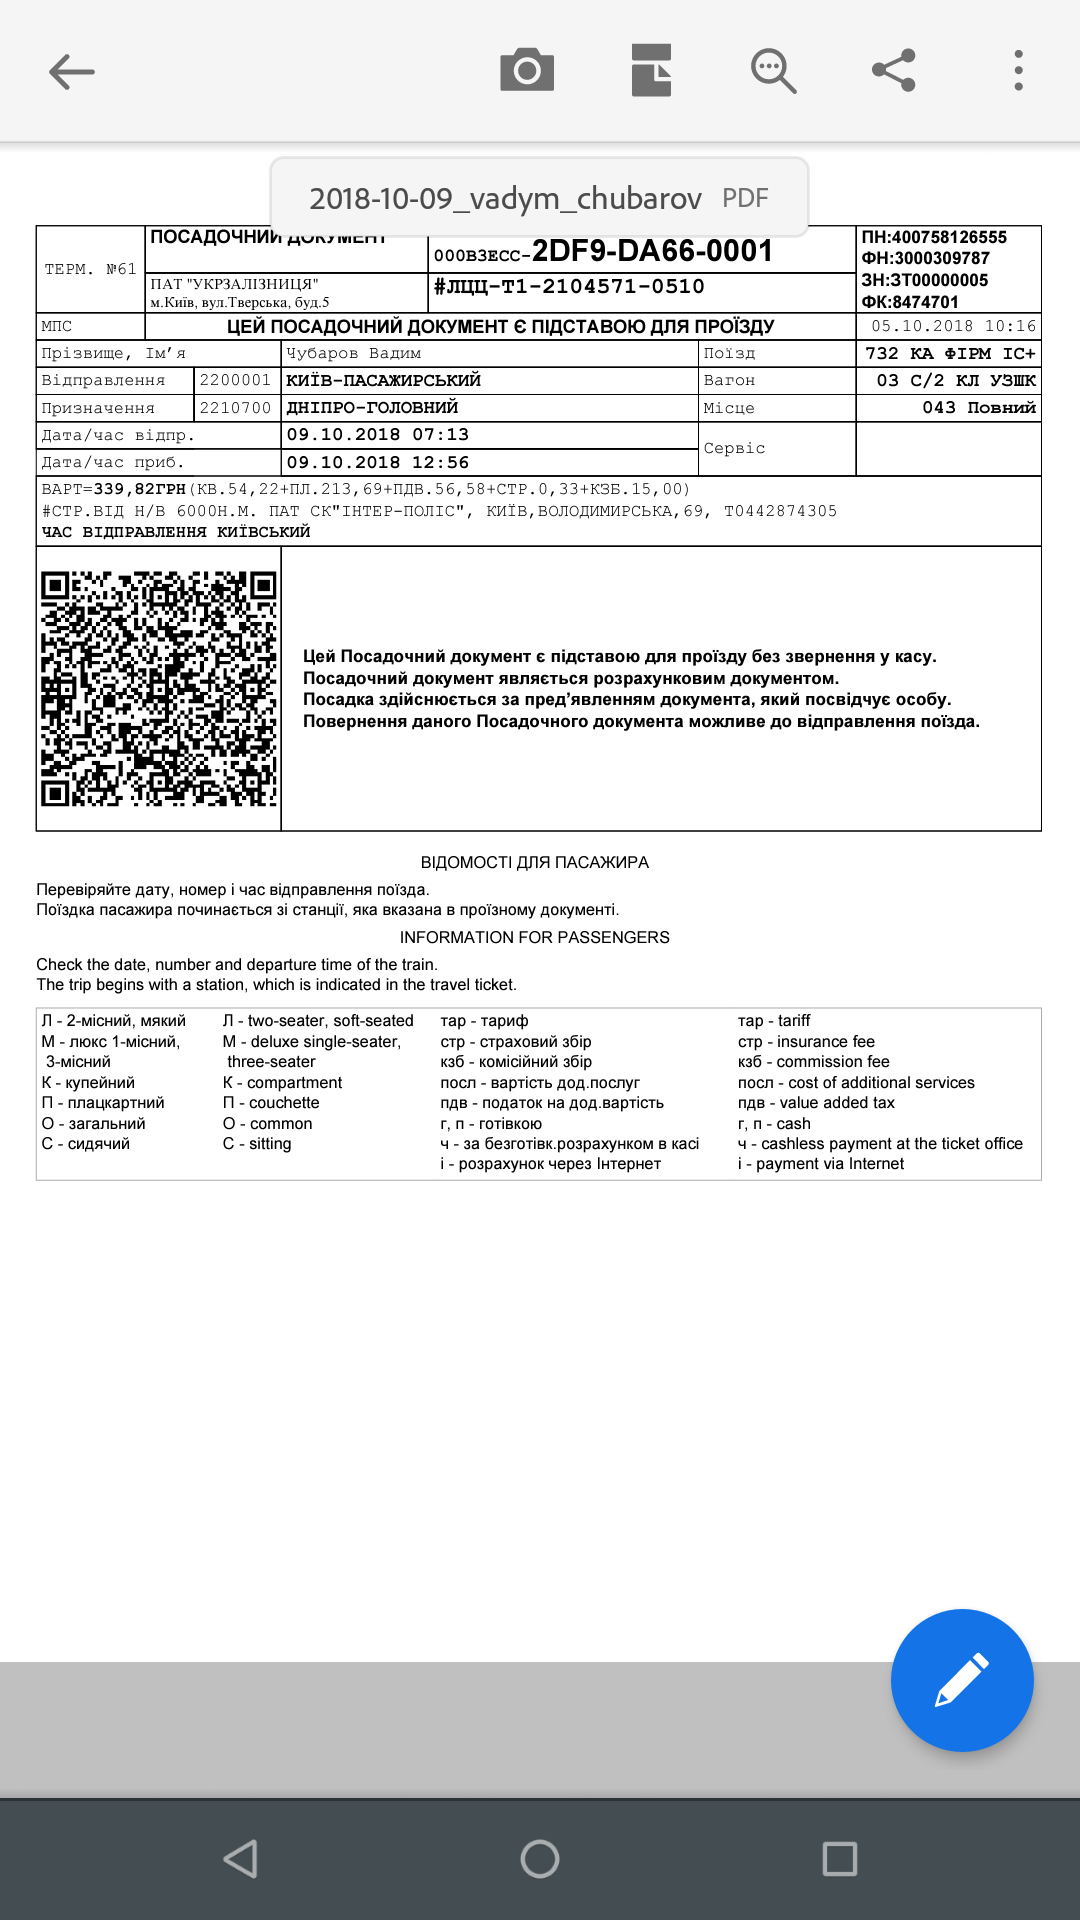 2018-10-09_vadym_chubarov PDF
ТЕРМ. №61
ПОСАДОЧНИЙ ДОКУМЕНТ
000B3ECC-2DF9-DA66-0001
ПН:400758126555
ФН:3000309787
ЗН:ЗТ00000005
ФК:8474701
ПАТ "УКРЗАЛІЗНИЦЯ"
м.Київ, вул.Тверська, буд.5
#ЛЦЦ-Т1-2104571-0510
МПС ЦЕЙ ПОСАДОЧНИЙ ДОКУМЕНТ Є ПІДСТАВОЮ ДЛЯ ПРОЇЗДУ 05.10.2018 10:16
Прізвище, Ім’я Чубаров Вадим Поїзд 732 КА ФІРМ ІС+
Відправлення 2200001 КИЇВ-ПАСАЖИРСЬКИЙ Вагон 03 С/2 КЛ УЗШК
Призначення 2210700 ДНІПРО-ГОЛОВНИЙ Місце 043 Повний
Дата/час відпр. 09.10.2018 07:13 Сервіс
Дата/час приб. 09.10.2018 12:56
ВАРТ=339,82ГРН(КВ.54,22+ПЛ.213,69+ПДВ.56,58+СТР.0,33+КЗБ.15,00)
#СТР.ВІД Н/В 6000Н.М. ПАТ СК"ІНТЕР-ПОЛІС", КИЇВ,ВОЛОДИМИРСЬКА,69, Т0442874305
ЧАС ВІДПРАВЛЕННЯ КИЇВСЬКИЙ
Цей Посадочний документ є підставою для проїзду без звернення у касу.
Посадочний документ являється розрахунковим документом.
Посадка здійснюється за пред’явленням документа, який посвідчує особу.
Повернення даного Посадочного документа можливе до відправлення поїзда.
ВІДОМОСТІ ДЛЯ ПАСАЖИРА
Перевіряйте дату, номер і час відправлення поїзда.
Поїздка пасажира починається зі станції, яка вказана в проїзному документі.
INFORMATION FOR PASSENGERS
Check the date, number and departure time of the train.
The trip begins with a station, which is indicated in the travel ticket.
Л - 2-місний, мякий Л - two-seater, soft-seated тар - тариф тар - tariff
М - люкс 1-місний, М - deluxe single-seater, стр - страховий збір стр - insurance fee
3-місний three-seater кзб - комісійний збір кзб - commission fee
К - купейний К - compartment посл - вартість дод.послуг посл - cost of additional services
П - плацкартний П - couchette пдв - податок на дод.вартість пдв - value added tax
О - загальний О - common г, п - готівкою г, п - cash
С - сидячий С - sitting ч - за безготівк.розрахунком в касі ч - cashless payment at the ticket office
і - розрахунок через Інтернет і - payment via Internet